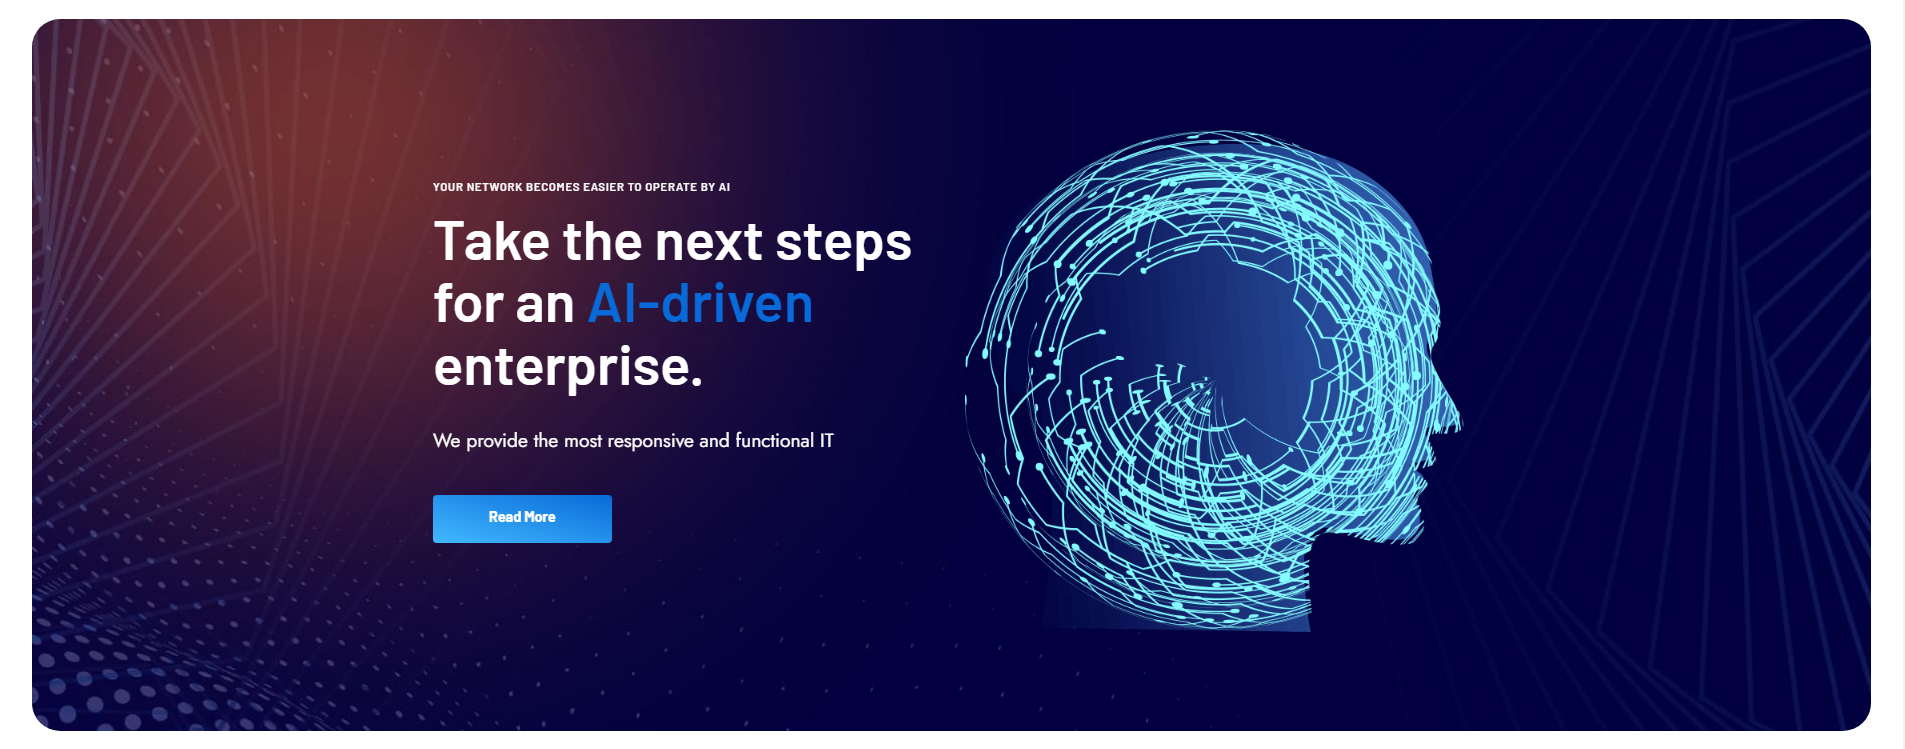 YOUR NETWORK BECOMES EASIER TO OPERATE BY AI
Take the next steps
for an AI-driven
enterprise.
We provide the most responsive and functional IT
Read More